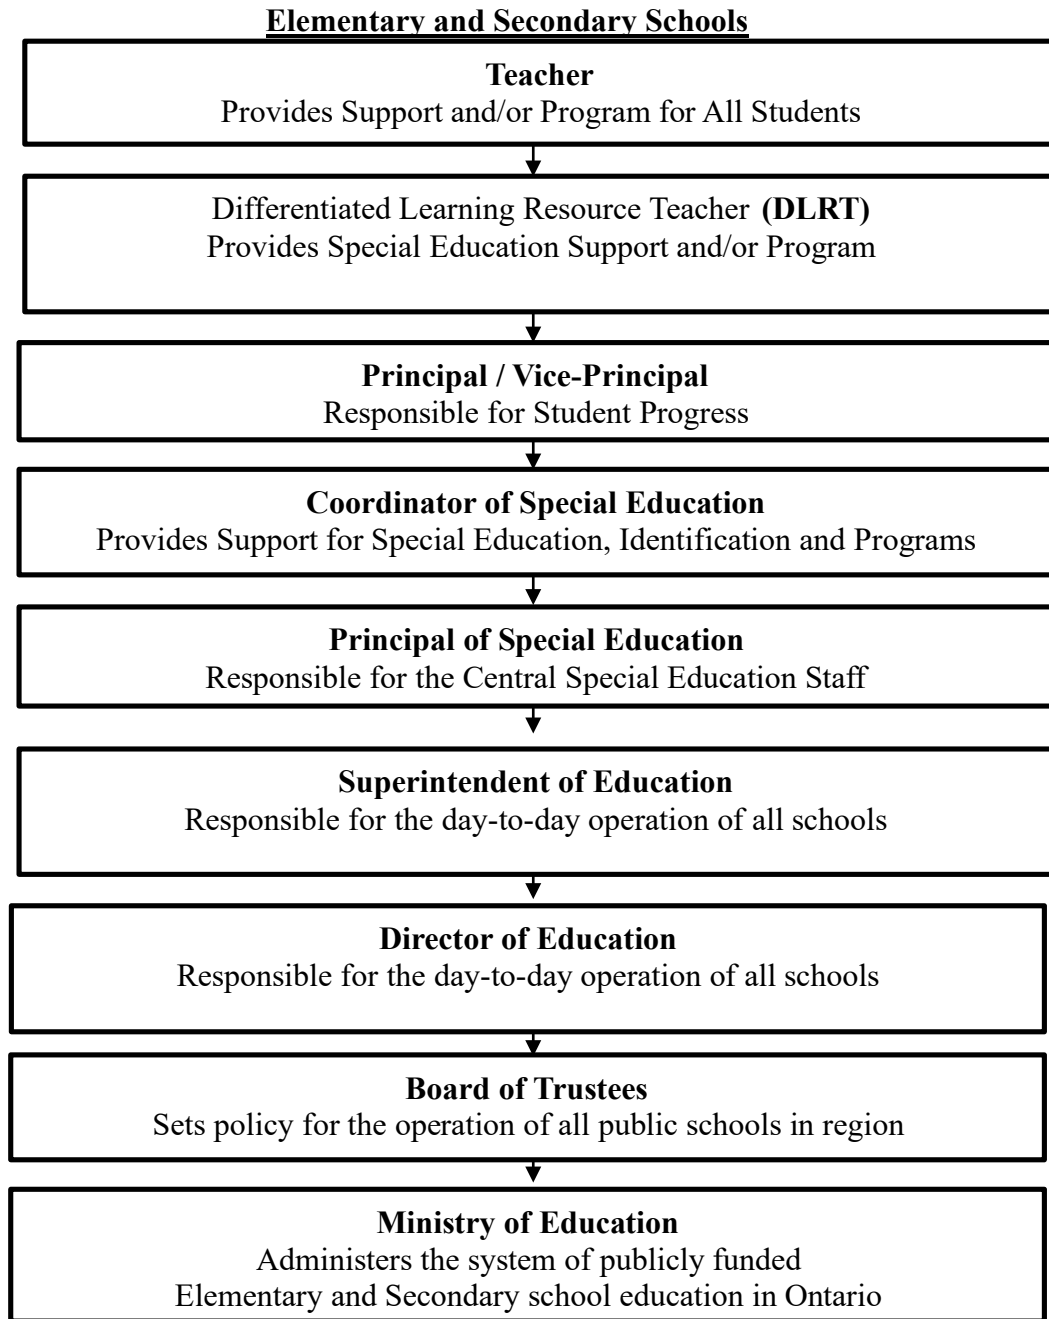 Elementary and Secondary Schools
Teacher
Provides Support and/or Program for All Students
Differentiated Learning Resource Teacher (DLRT)
Provides Special Education Support and/or Program
Principal / Vice-Principal
Responsible for Student Progress
Coordinator of Special Education
Provides Support for Special Education, Identification and Programs
Principal of Special Education
Responsible for the Central Special Education Staff
Superintendent of Education
Responsible for the day-to-day operation of all schools
Director of Education
Responsible for the day-to-day operation of all schools
Board of Trustees
Sets policy for the operation of all public schools in region
Ministry of Education
Administers the system of publicly funded
Elementary and Secondary school education in Ontario